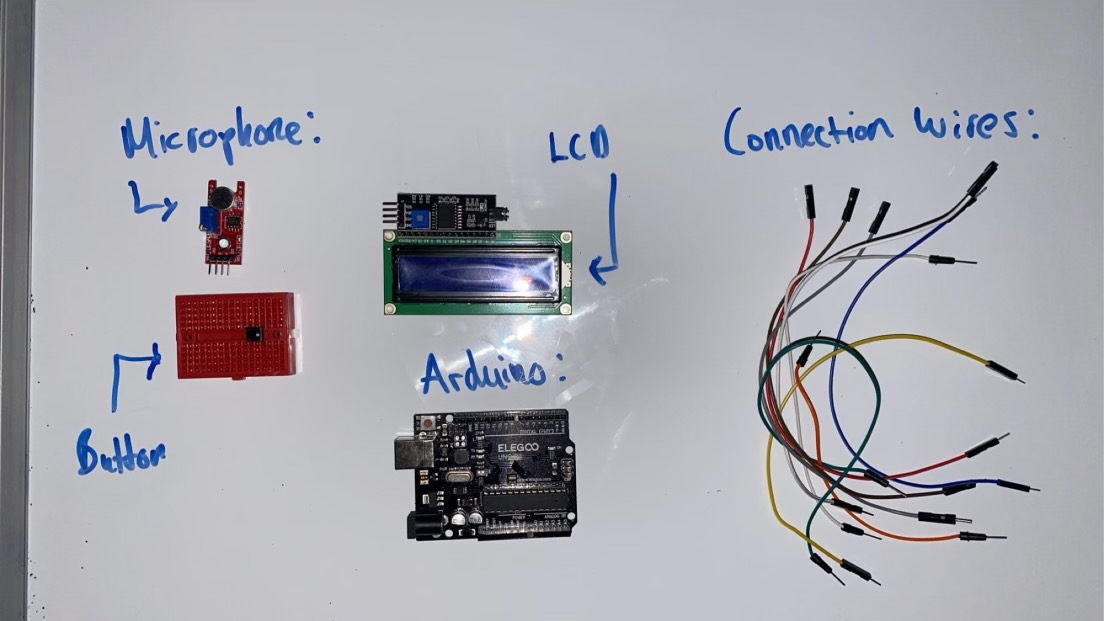 Microphone:
LCD
Connection Wires:
Button
Arduino:
ELEGOO